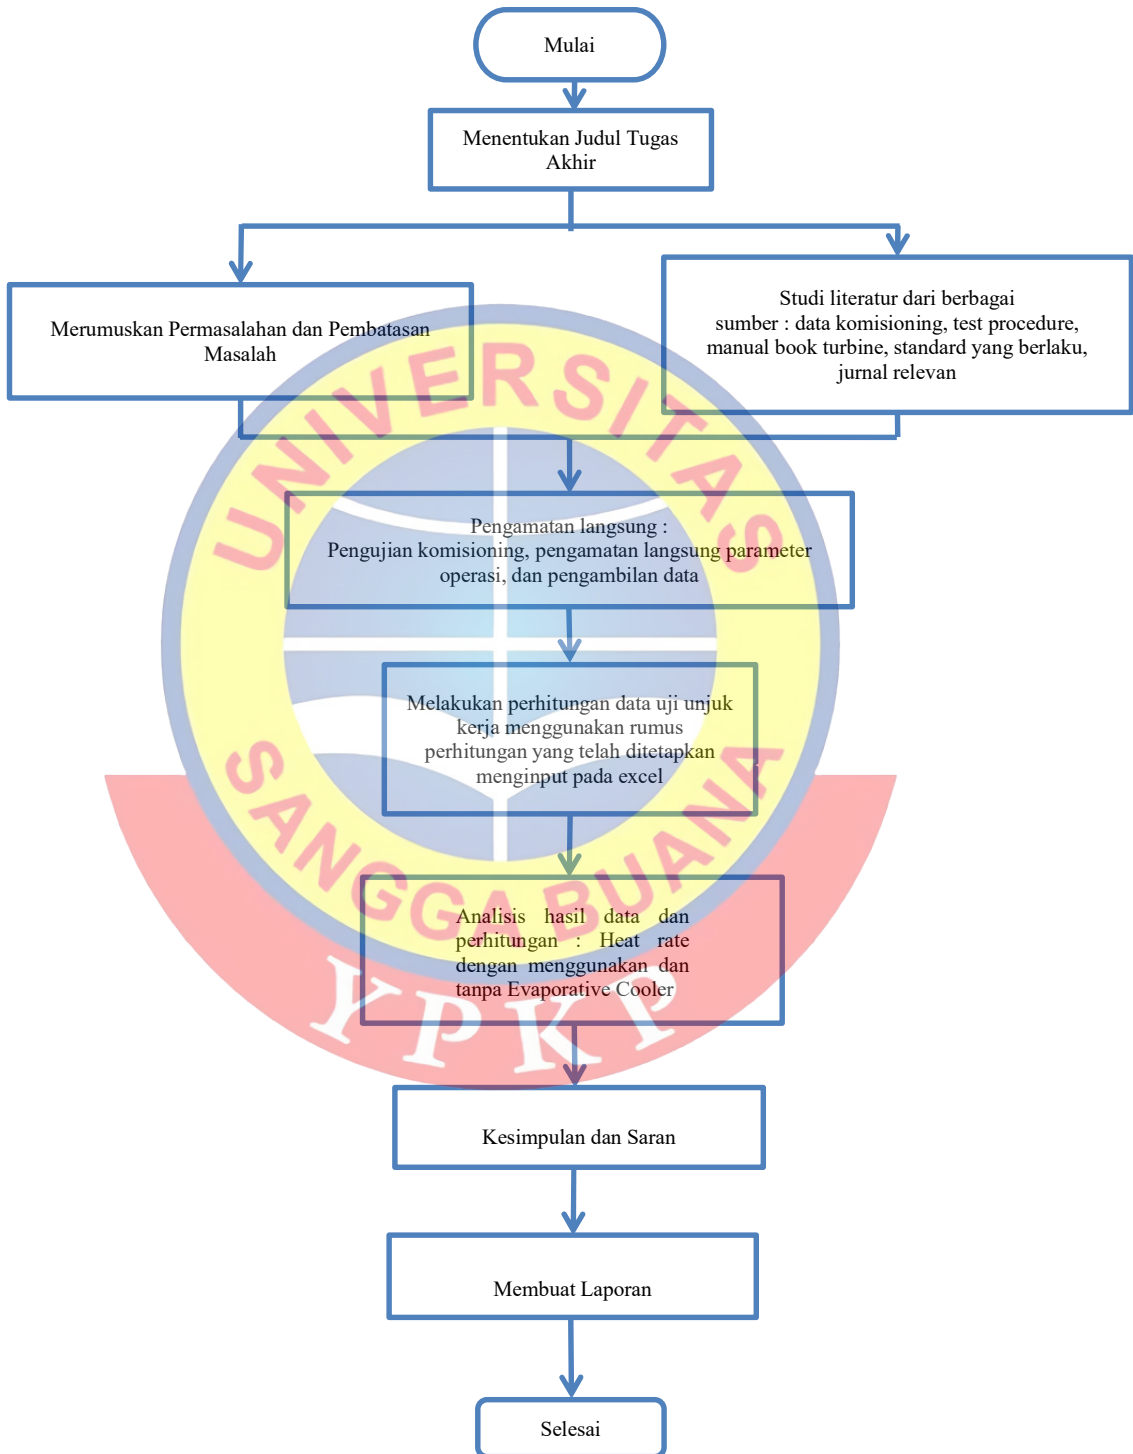 Mulai
Menentukan Judul Tugas
Akhir
Merumuskan Permasalahan dan Pembatasan
Masalah
Studi literatur dari berbagai
sumber : data komisioning, test procedure,
manual book turbine, standard yang berlaku,
jurnal relevan
UNIVERSITAS
Pengamatan langsung :
Pengujian komisioning, pengamatan langsung parameter
operasi, dan pengambilan data
Melakukan perhitungan data uji unjuk
kerja menggunakan rumus
perhitungan yang telah ditetapkan
menginput pada excel
SANGGA BUANA
Analisis hasil data dan
perhitungan : Heat rate
dengan menggunakan dan
tanpa Evaporative Cooler
YPKP
Kesimpulan dan Saran
Membuat Laporan
Selesai